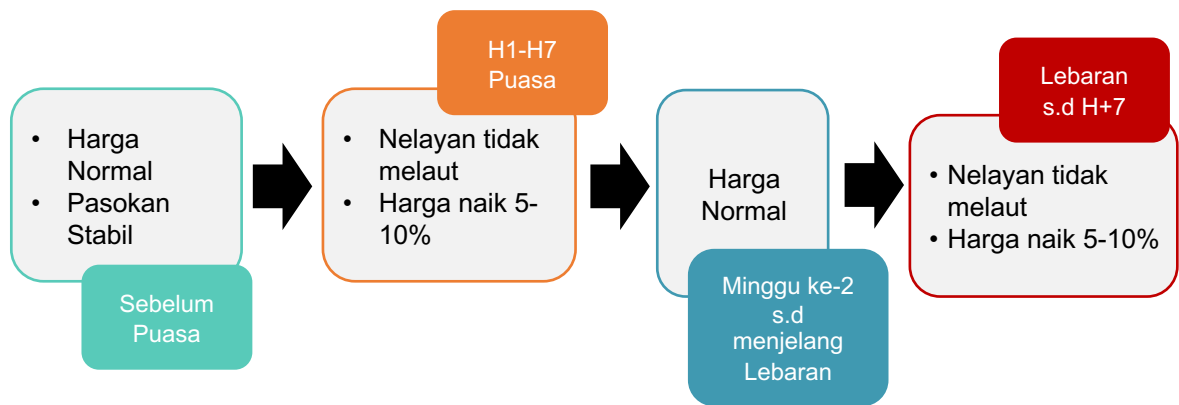 • Harga
Normal
• Pasokan
Stabil
Sebelum
Puasa
H1-H7
Puasa
• Nelayan tidak
melaut
• Harga naik 5-
10%
Harga
Normal
Minggu ke-2
s.d
menjelang
Lebaran
Lebaran
s.d H+7
• Nelayan tidak
melaut
• Harga naik 5-10%